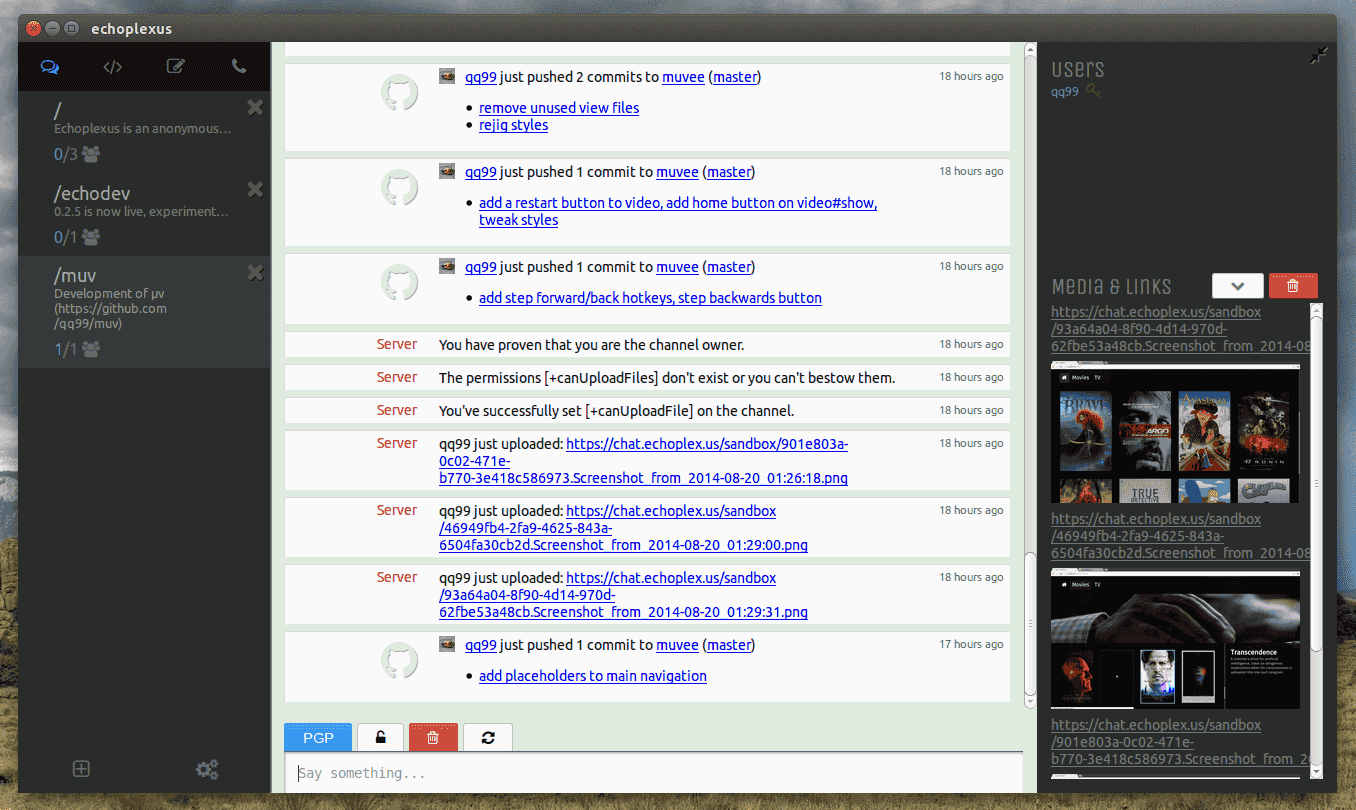 echoplexus
/
Echoplexus is an anonymous…
0/3
/echodev
0.2.5 is now live, experiment…
0/1
/muv
Development of µv
(https://github.com
/qq99/muv)
1/1
qq99 just pushed 2 commits to muvee (master)
18 hours ago
remove unused view files
rejig styles
qq99 just pushed 1 commit to muvee (master)
18 hours ago
add a restart button to video, add home button on video#show,
tweak styles
qq99 just pushed 1 commit to muvee (master)
18 hours ago
add step forward/back hotkeys, step backwards button
Server
You have proven that you are the channel owner.
18 hours ago
Server
The permissions [+canUploadFiles] don't exist or you can't bestow them.
18 hours ago
Server
You've successfully set [+canUploadFile] on the channel.
18 hours ago
Server
qq99 just uploaded: https://chat.echoplex.us/sandbox/901e803a-
0c02-471e-
b770-3e418c586973.Screenshot_from_2014-08-20_01:26:18.png
18 hours ago
Server
qq99 just uploaded: https://chat.echoplex.us/sandbox
/46949fb4-2fa9-4625-843a-
6504fa30cb2d.Screenshot_from_2014-08-20_01:29:00.png
18 hours ago
Server
qq99 just uploaded: https://chat.echoplex.us/sandbox
/93a64a04-8f90-4d14-970d-
62fbe53a48cb.Screenshot_from_2014-08-20_01:29:31.png
18 hours ago
qq99 just pushed 1 commit to muvee (master)
17 hours ago
add placeholders to main navigation
PGP
Say something...
Users
qq99
Media & Links
https://chat.echoplex.us/sandbox
/93a64a04-8f90-4d14-970d-
62fbe53a48cb.Screenshot_from_2014-08
Movies TV
BRAVE
ARGO
ANASTASIA
RONIN
TRUE
DETECTIVE
https://chat.echoplex.us/sandbox
/46949fb4-2fa9-4625-843a-
6504fa30cb2d.Screenshot_from_2014-08
Movies TV
Transcendence
https://chat.echoplex.us/sandbox
/901e803a-0c02-471e-
b770-3e418c586973.Screenshot_from_2